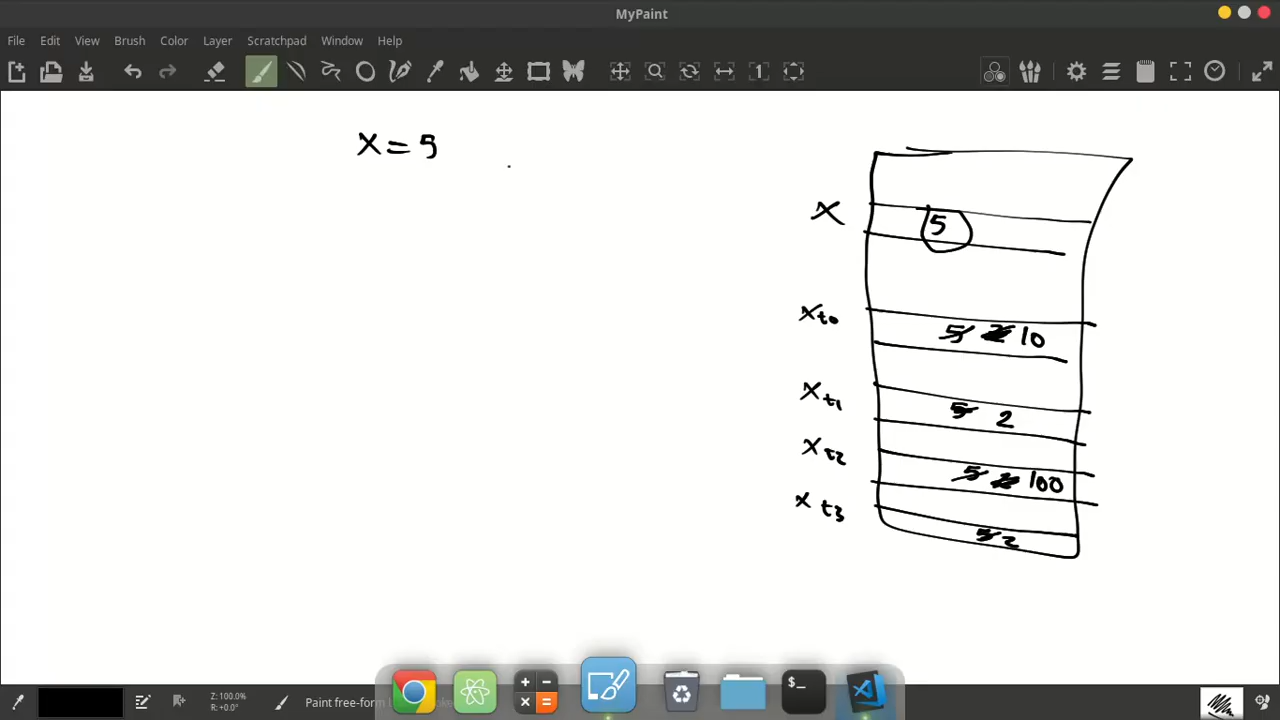 MyPaint
File Edit View Brush Color Layer Scratchpad Window Help
x = 5
x 5
xt0 5 2 10
xt1 5 2
xt2 5 2 100
xt3 5 2
Z: 100.0%
R: +0.0°
Paint free-form